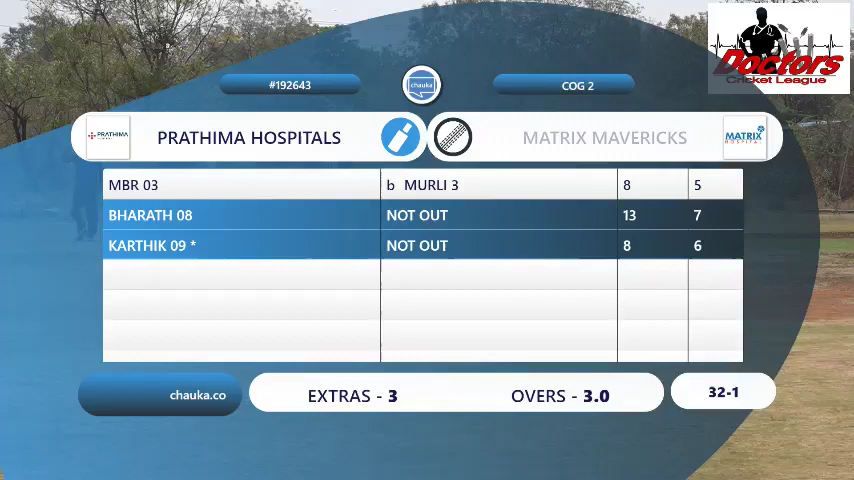 Doctors
Cricket League
#192643
chauka
COG 2
PRATHIMA
PRATHIMA HOSPITALS
MATRIX MAVERICKS
MATRIX
HOSPITALS
MBR 03 b MURLI 3 8 5
BHARATH 08 NOT OUT 13 7
KARTHIK 09 * NOT OUT 8 6
chauka.co
EXTRAS - 3 OVERS - 3.0
32-1